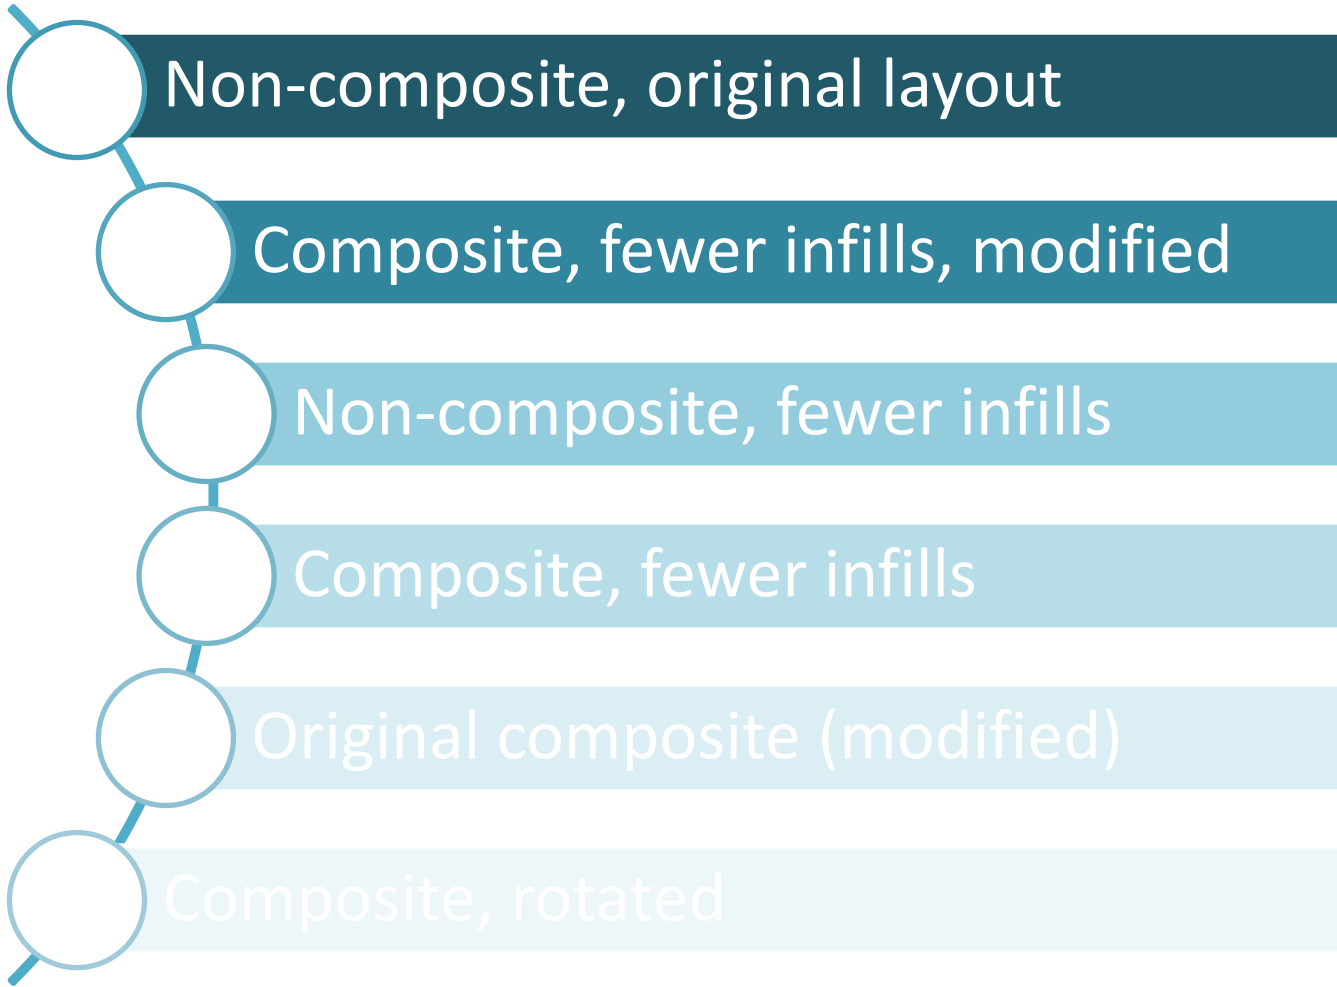 Non-composite, original layout
Composite, fewer infills, modified
Non-composite, fewer infills
Composite, fewer infills
Original composite (modified)
Composite, rotated